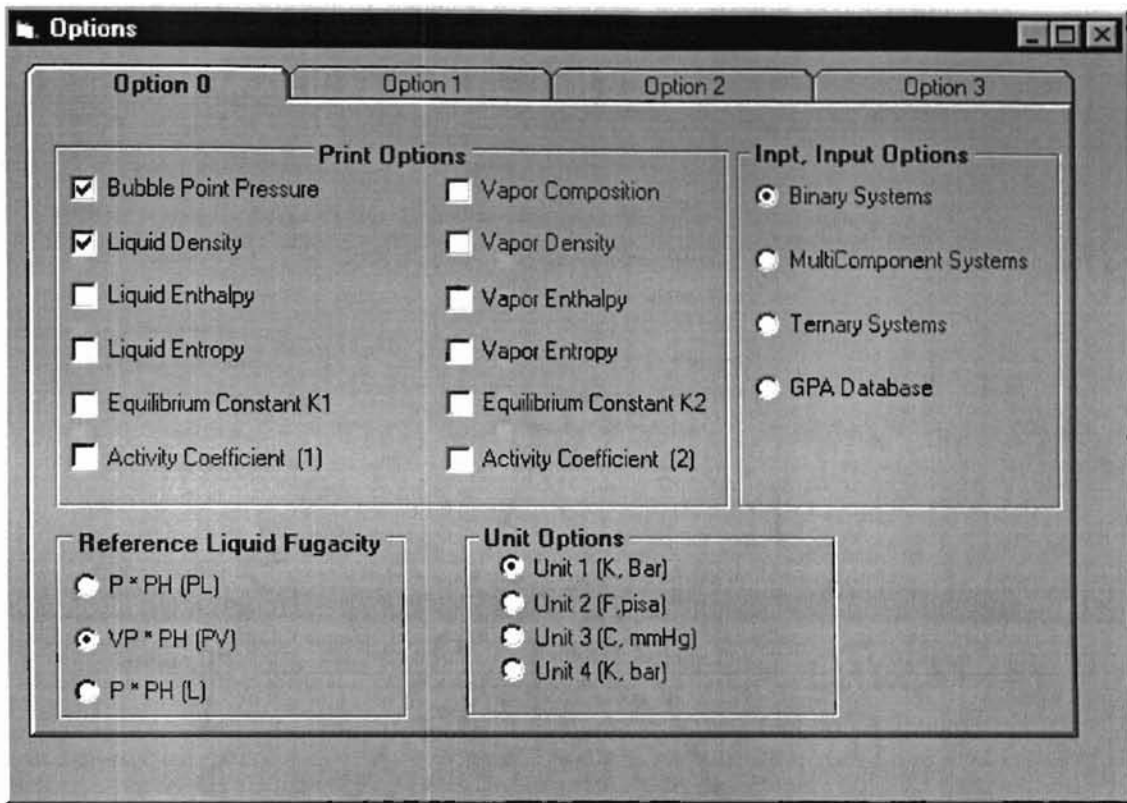 Options
Option 0
Option 1
Option 2
Option 3
Print Options
Bubble Point Pressure
Vapor Composition
Liquid Density
Vapor Density
Liquid Enthalpy
Vapor Enthalpy
Liquid Entropy
Vapor Entropy
Equilibrium Constant K1
Equilibrium Constant K2
Activity Coefficient (1)
Activity Coefficient (2)
Inpt, Input Options
Binary Systems
MultiComponent Systems
Ternary Systems
GPA Database
Reference Liquid Fugacity
P * PH (PL)
VP * PH (PV)
P * PH (L)
Unit Options
Unit 1 (K, Bar)
Unit 2 (F,pisa)
Unit 3 (C, mmHg)
Unit 4 (K, bar)